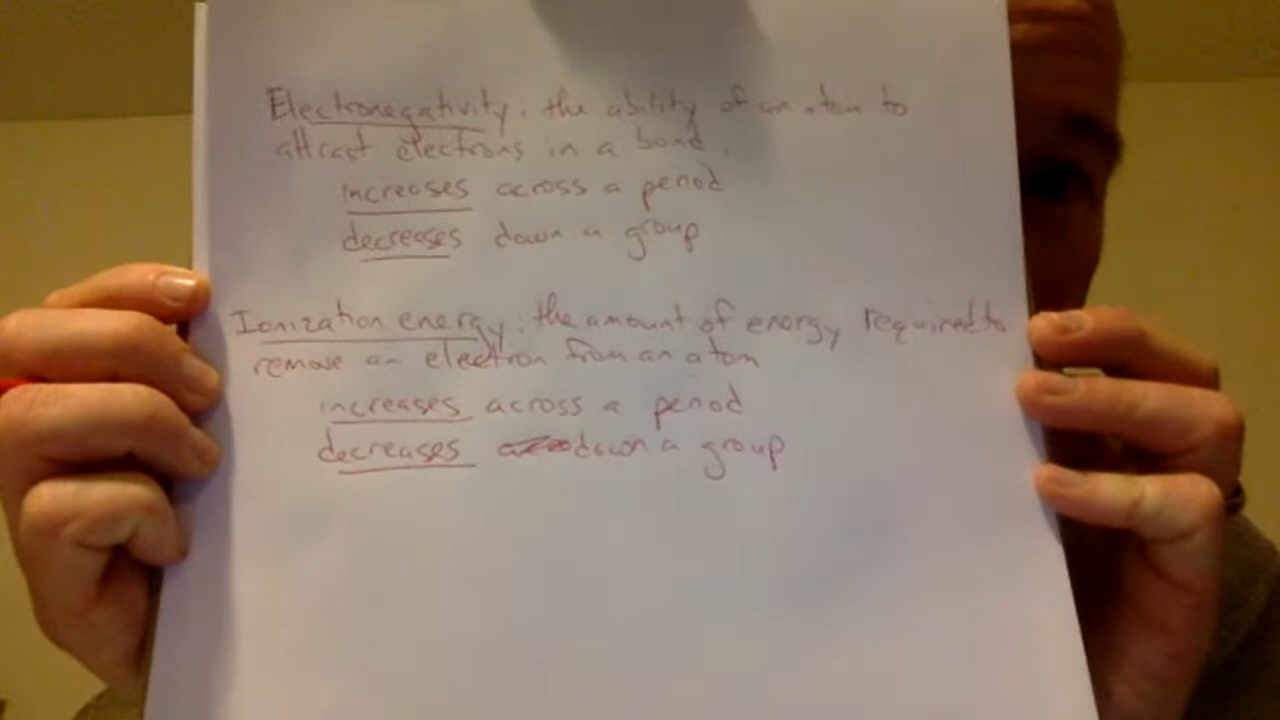 Electronegativity: the ability of an atom to
attract electrons in a bond.
increases across a period
decreases down a group
Ionization energy: the amount of energy required to
remove an electron from an atom
increases across a period
decreases down a group